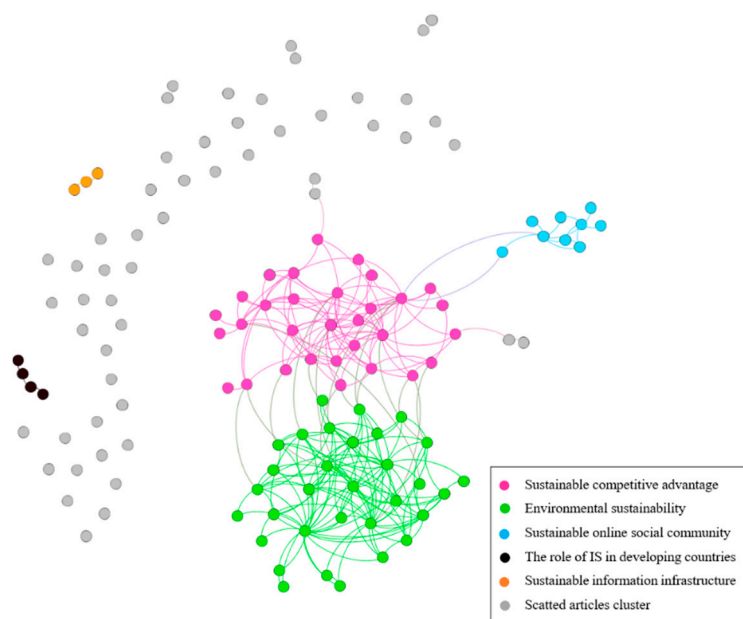 Sustainable competitive advantage
Environmental sustainability
Sustainable online social community
The role of IS in developing countries
Sustainable information infrastructure
Scatted articles cluster